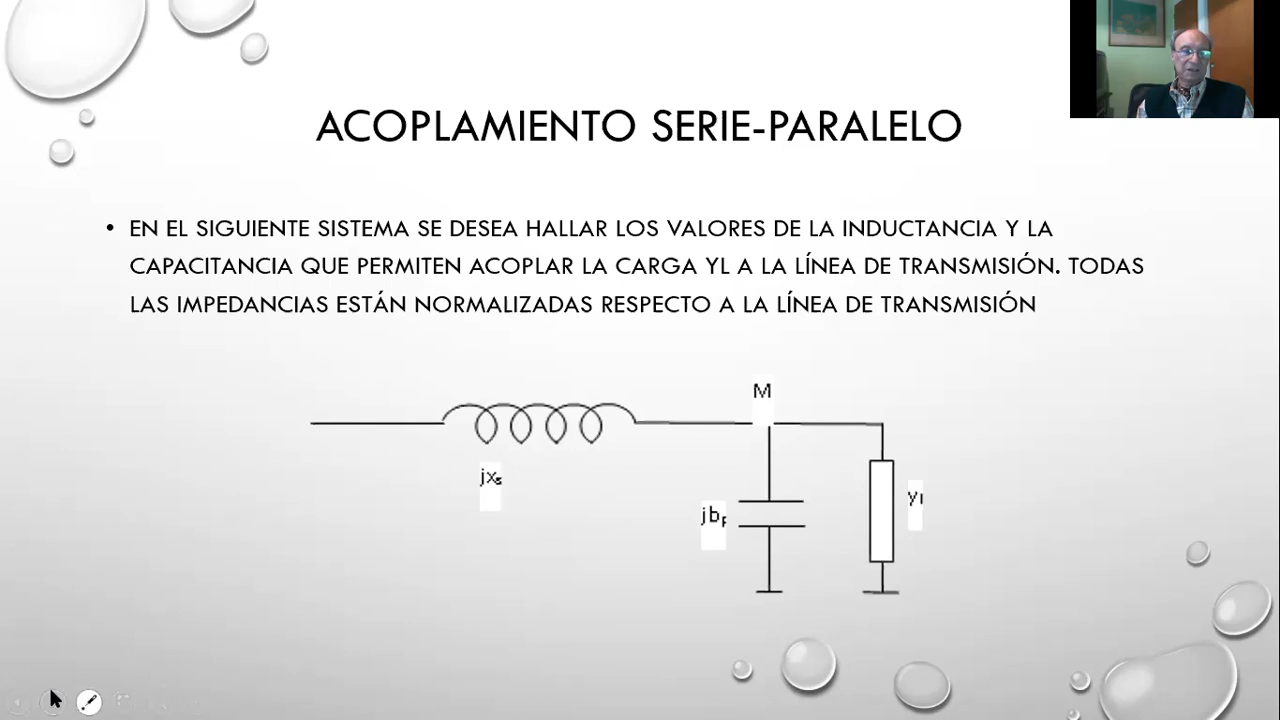 ACOPLAMIENTO SERIE-PARALELO
• EN EL SIGUIENTE SISTEMA SE DESEA HALLAR LOS VALORES DE LA INDUCTANCIA Y LA
CAPACITANCIA QUE PERMITEN ACOPLAR LA CARGA YL A LA LÍNEA DE TRANSMISIÓN. TODAS
LAS IMPEDANCIAS ESTÁN NORMALIZADAS RESPECTO A LA LÍNEA DE TRANSMISIÓN
M
jxs
jbp
yl